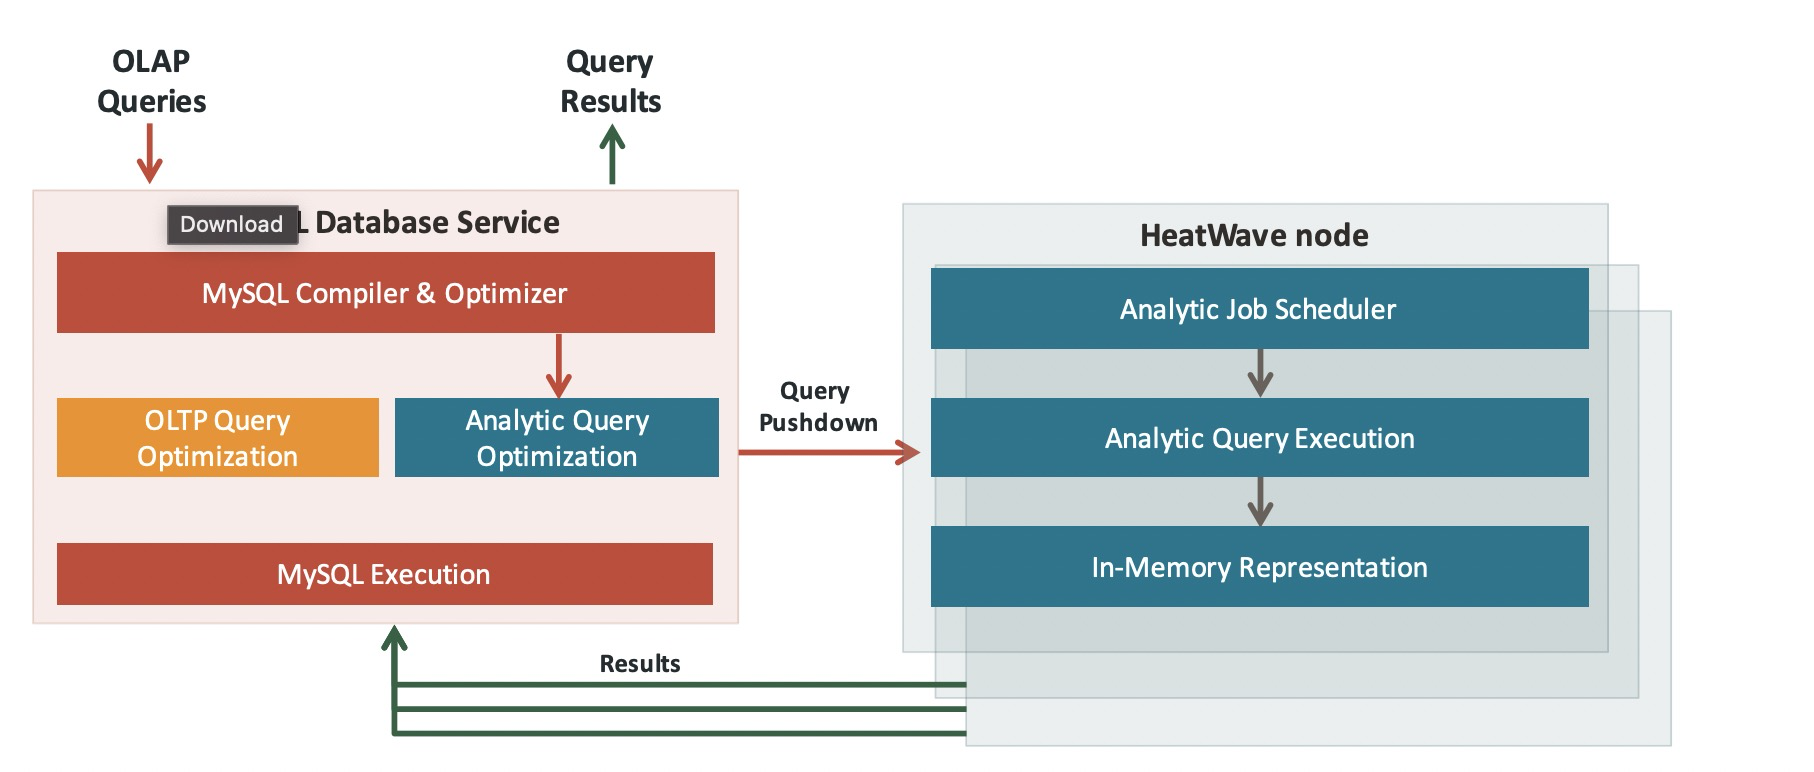 OLAP
Queries
Query
Results
Download
L Database Service
MySQL Compiler & Optimizer
OLTP Query
Optimization
Analytic Query
Optimization
MySQL Execution
Query
Pushdown
HeatWave node
Analytic Job Scheduler
Analytic Query Execution
In-Memory Representation
Results